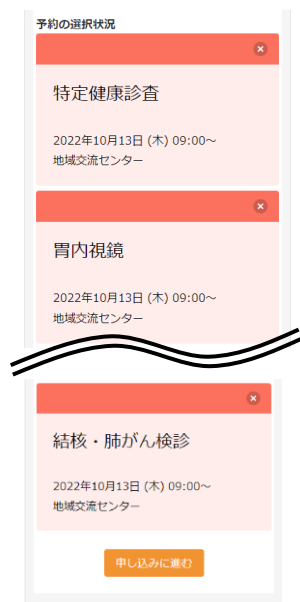 予約の選択状況
特定健康診査
2022年10月13日 (木) 09:00～
地域交流センター
胃内視鏡
2022年10月13日 (木) 09:00～
地域交流センター
結核・肺がん検診
2022年10月13日 (木) 09:00～
地域交流センター
申し込みに進む